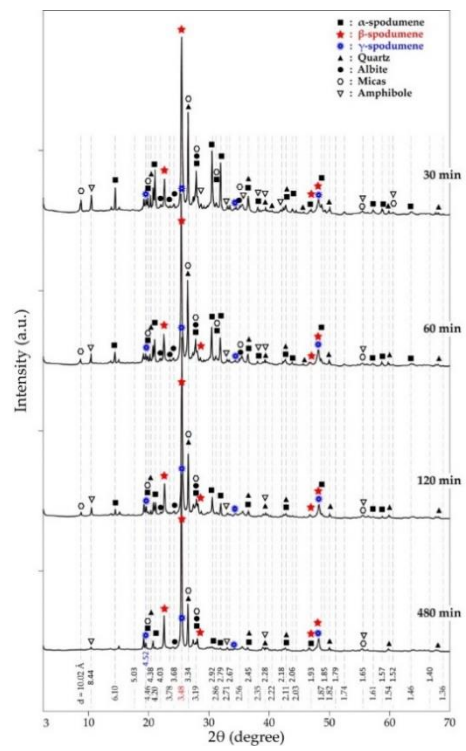 ■ : α-spodumene
★ : β-spodumene
: γ-spodumene
▲ : Quartz
● : Albite
○ : Micas
▽ : Amphibole
30 min
60 min
120 min
480 min
Intensity (a.u.)
d = 10.02 Å
8.44
6.10
5.03
4.52
4.46
4.38
4.20
4.03
3.78
3.68
3.48
3.34
3.19
2.92
2.86
2.79
2.71
2.67
2.56
2.45
2.35
2.28
2.22
2.18
2.11
2.06
2.03
1.93
1.87
1.85
1.82
1.79
1.74
1.65
1.61
1.57
1.54
1.52
1.46
1.40
1.36
3 10 20 30 40 50 60 70
2θ (degree)